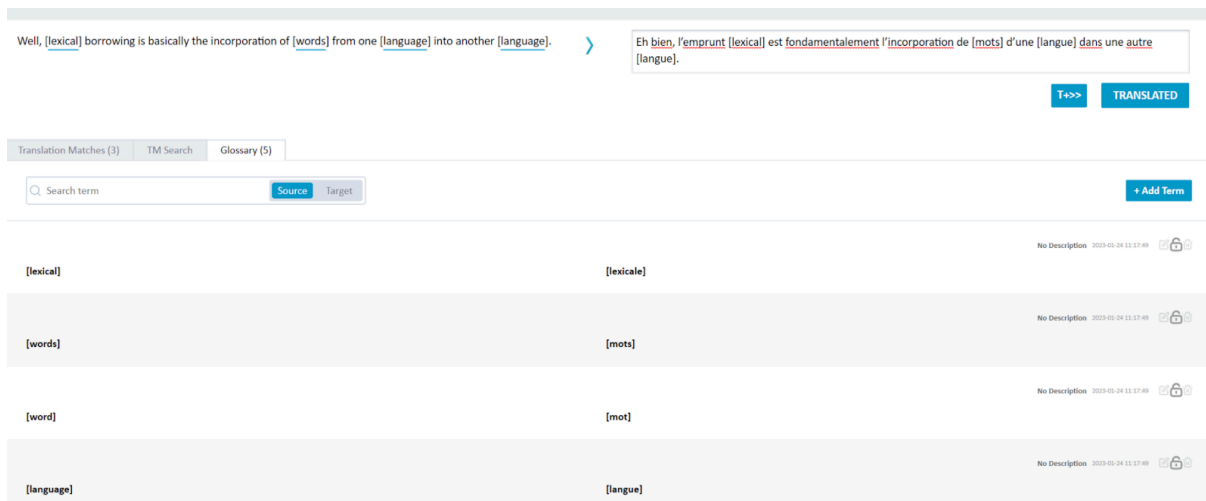 Well, [lexical] borrowing is basically the incorporation of [words] from one [language] into another [language].
Eh bien, l'emprunt [lexical] est fondamentalement l'incorporation de [mots] d'une [langue] dans une autre
[langue].
T+>> TRANSLATED
Translation Matches (3) TM Search Glossary (5)
Search term Source Target + Add Term
No Description 2023-01-24 11:17:49
[lexical] [lexicale]
No Description 2023-01-24 11:17:49
[words] [mots]
No Description 2023-01-24 11:17:49
[word] [mot]
No Description 2023-01-24 11:17:49
[language] [langue]